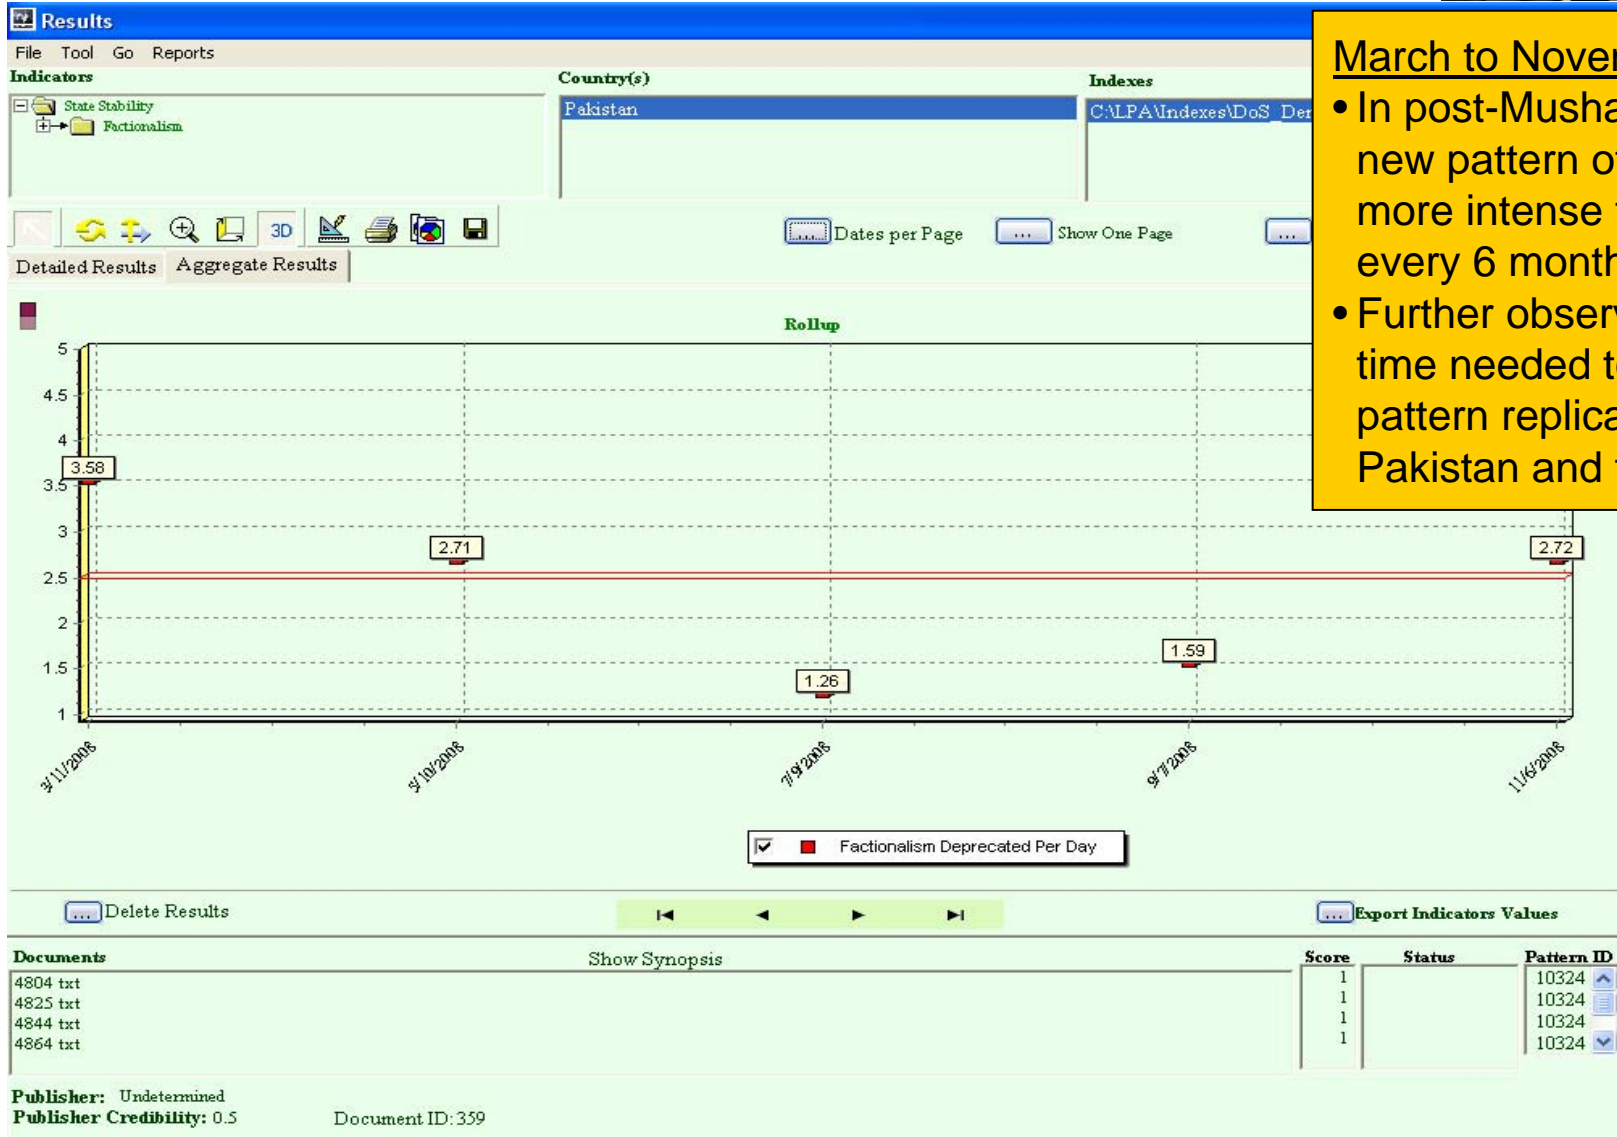 Results
File Tool Go Reports
Indicators
Country(s)
Indexes
State Stability
Factionalism
Pakistan
C:\LPA\Indexes\DoS_Der
3D
Dates per Page
Show One Page
Detailed Results
Aggregate Results
March to Nover
• In post-Musha
new pattern of
more intense
every 6 month
• Further observ
time needed to
pattern replica
Pakistan and
Rollup
5
4.5
4
3.5
3
2.5
2
1.5
1
3.58
2.71
1.26
1.59
2.72
3/11/2008
5/10/2008
7/9/2008
9/7/2008
11/6/2008
Factionalism Deprecated Per Day
... Delete Results
... Export Indicators Values
Documents
Show Synopsis
Score
Status
Pattern ID
4804 txt 1 10324
4825 txt 1 10324
4844 txt 1 10324
4864 txt 1 10324
Publisher: Undetermined
Publisher Credibility: 0.5
Document ID: 359